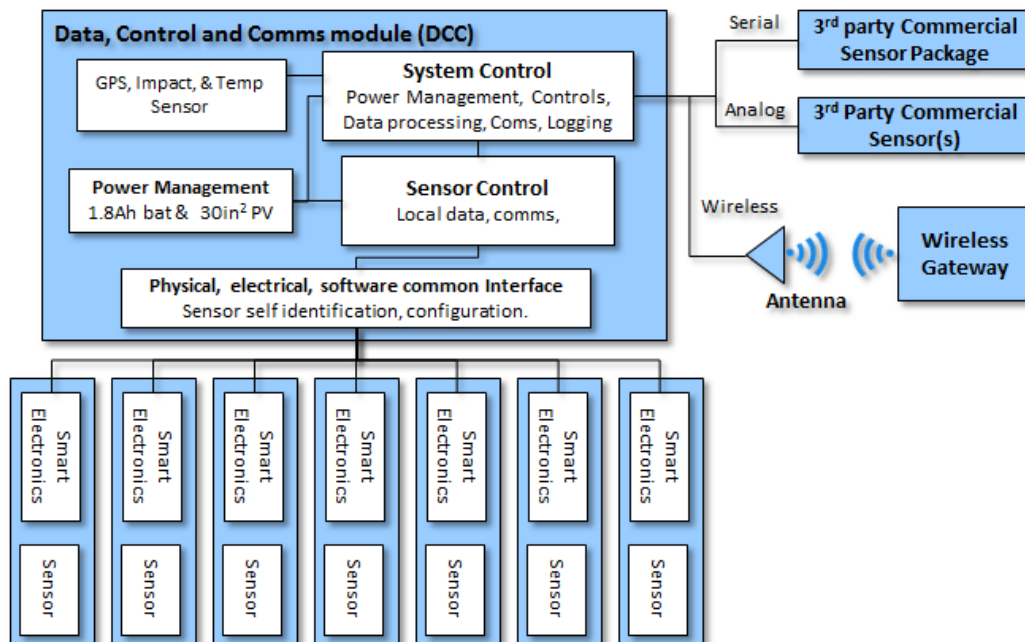 Data, Control and Comms module (DCC)
GPS, Impact, & Temp
Sensor
System Control
Power Management, Controls,
Data processing, Coms, Logging
Power Management
1.8Ah bat & 30in² PV
Sensor Control
Local data, comms,
Physical, electrical, software common Interface
Sensor self identification, configuration.
Serial
3rd party Commercial
Sensor Package
Analog
3rd Party Commercial
Sensor(s)
Wireless
Antenna
Wireless
Gateway
Smart
Electronics
Sensor
Smart
Electronics
Sensor
Smart
Electronics
Sensor
Smart
Electronics
Sensor
Smart
Electronics
Sensor
Smart
Electronics
Sensor
Smart
Electronics
Sensor